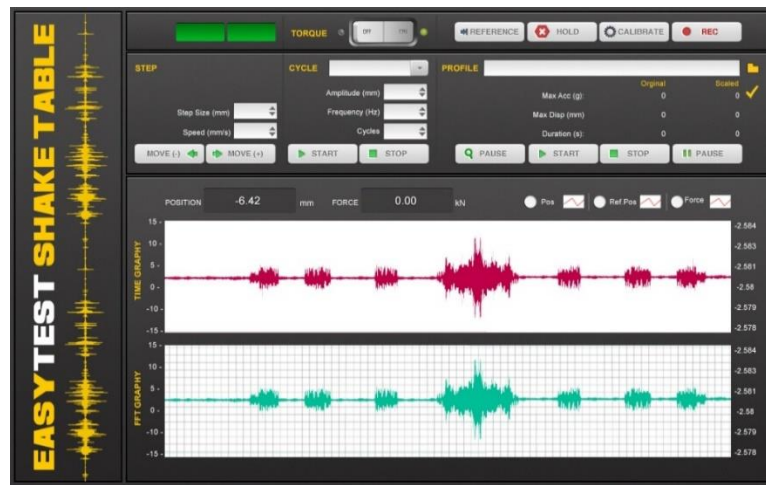 EASYTEST SHAKE TABLE
TORQUE OFF ON
REFERENCE HOLD CALIBRATE REC
STEP
Step Size (mm)
Speed (mm/s)
MOVE (-) MOVE (+)
CYCLE
Amplitude (mm)
Frequency (Hz)
Cycles
START STOP
PROFILE
Orginal Scaled
Max Acc (g): 0 0
Max Disp (mm) 0 0
Duration (s): 0 0
PAUSE START STOP PAUSE
POSITION -6.42 mm FORCE 0.00 kN
Pos Ref Pos Force
TIME GRAPHY
15 -
10 -
5 -
0 -
-10 -
-15 -
-2.584
-2.583
-2.581
-2.58
-2.579
-2.578
FFT GRAPHY
15 -
10 -
5 -
0 -
-10 -
-15 -
-2.584
-2.583
-2.581
-2.58
-2.579
-2.578